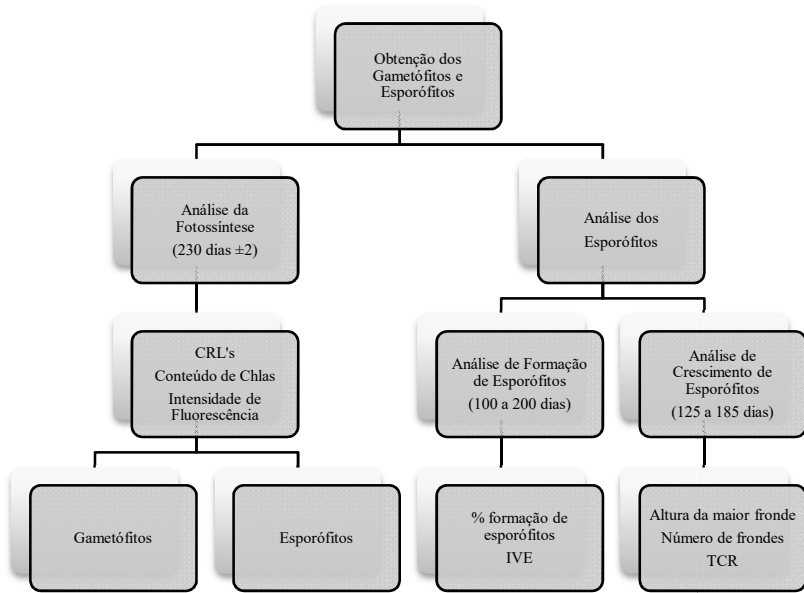 Obtenção dos
Gametófitos e
Esporófitos
Análise da
Fotossíntese
(230 dias ±2)
Análise dos
Esporófitos
CRL's
Conteúdo de Chlas
Intensidade de
Fluorescência
Análise de Formação
de Esporófitos
(100 a 200 dias)
Análise de
Crescimento de
Esporófitos
(125 a 185 dias)
Gametófitos
Esporófitos
% formação de
esporófitos
IVE
Altura da maior fronde
Número de frondes
TCR